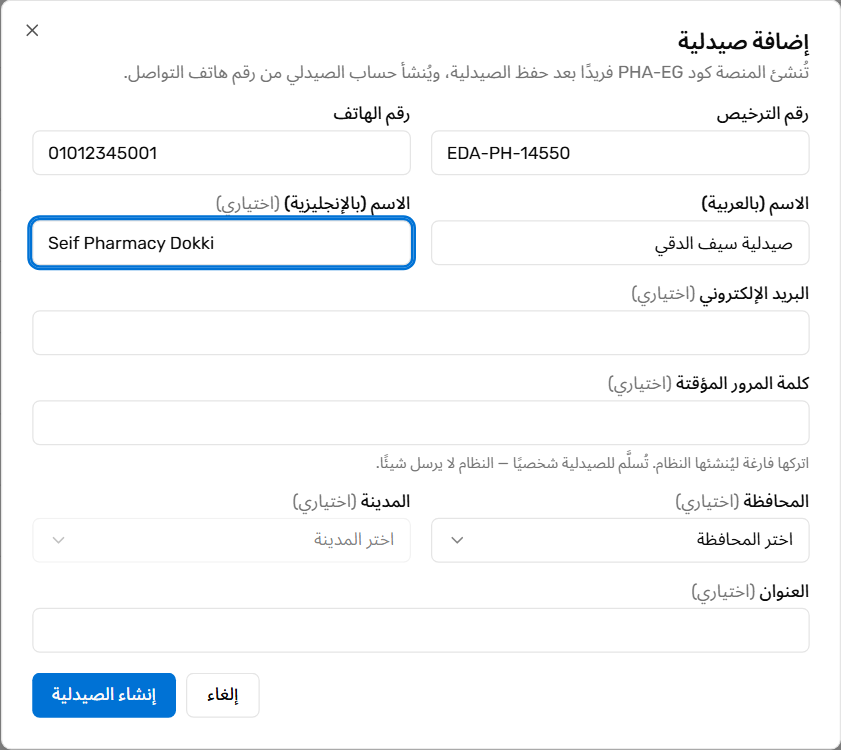 إضافة صيدلية
تُنشئ المنصة كود PHA-EG فريدًا بعد حفظ الصيدلية، ويُنشأ حساب الصيدلي من رقم هاتف التواصل.
رقم الترخيص
EDA-PH-14550
رقم الهاتف
01012345001
الاسم (بالعربية)
صيدلية سيف الدقي
الاسم (بالإنجليزية) (اختياري)
Seif Pharmacy Dokki
البريد الإلكتروني (اختياري)
كلمة المرور المؤقتة (اختياري)
اتركها فارغة ليُنشئها النظام. تُسلَّم للصيدلية شخصيًا – النظام لا يرسل شيئًا.
المحافظة (اختياري)
اختر المحافظة
المدينة (اختياري)
اختر المدينة
العنوان (اختياري)
إلغاء
إنشاء الصيدلية